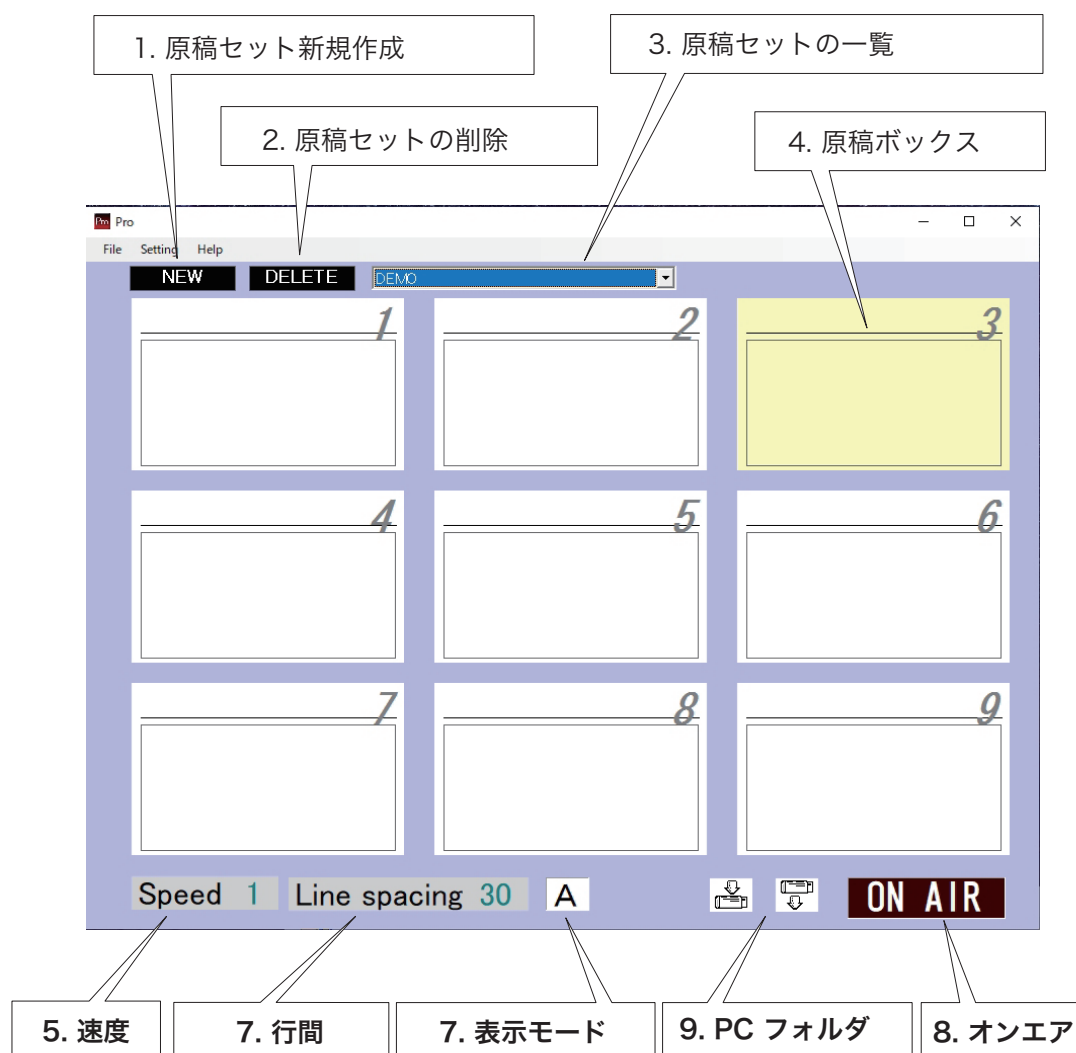 1. 原稿セット新規作成
3. 原稿セットの一覧
2. 原稿セットの削除
4. 原稿ボックス
Pm Pro
File Setting Help
NEW DELETE DEMO
1 2 3
4 5 6
7 8 9
Speed 1 Line spacing 30 A ON AIR
5. 速度 7. 行間 7. 表示モード 9. PC フォルダ 8. オンエア